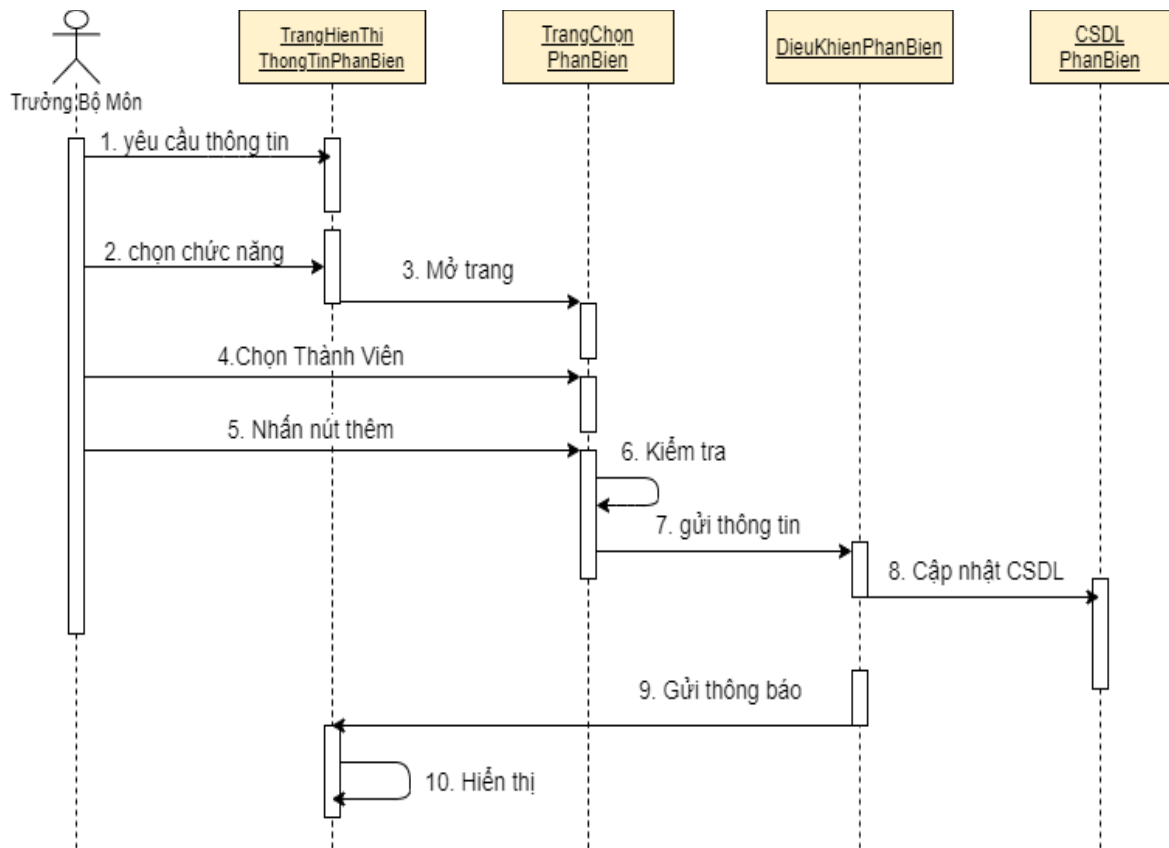 TrangHienThi
ThongTinPhanBien
TrangChọn
PhanBien
DieuKhienPhanBien
CSDL
PhanBien
Trưởng Bộ Môn
1. yêu cầu thông tin
2. chọn chức năng
3. Mở trang
4.Chọn Thành Viên
5. Nhấn nút thêm
6. Kiểm tra
7. gửi thông tin
8. Cập nhật CSDL
9. Gửi thông báo
10. Hiển thị